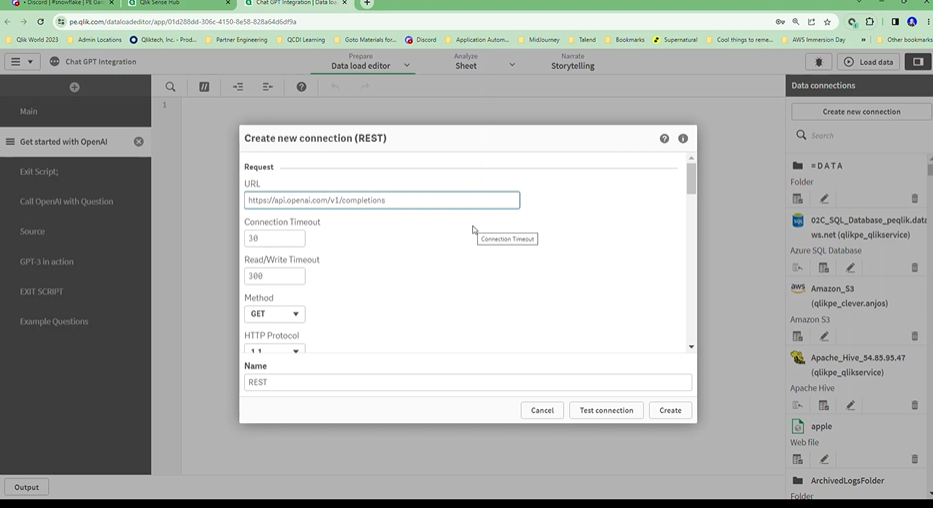 Discord | #snowflake | PE Gar
Qlik Sense Hub
Chat GPT Integration | Data loa
pe.qlik.com/dataloadeditor/app/01d288dd-306c-4150-8e58-828a64d6df9a
Qlik World 2023
Admin Locations
Qliktech, Inc. - Prod...
Partner Engineering
QCDI Learning
Goto Materials for...
Discord
Application Autom...
MidJourney
Talend
Bookmarks
Supernatural
Cool things to reme...
AWS Immersion Day
»
Other bookmarks
Chat GPT Integration
Prepare
Data load editor
Analyze
Sheet
Narrate
Storytelling
Load data
Main
Get started with OpenAI
Exit Script;
Call OpenAI with Question
Source
GPT-3 in action
EXIT SCRIPT
Example Questions
Output
1
Create new connection (REST)
Request
URL
https://api.openai.com/v1/completions
Connection Timeout
30
Connection Timeout
Read/Write Timeout
300
Method
GET
HTTP Protocol
1.1
Name
REST
Cancel
Test connection
Create
Data connections
Create new connection
Search
=DATA
Folder
02C_SQL_Database_peqlik.data
ws.net (qlikpe_qlikservice)
Azure SQL Database
aws
Amazon_S3
(qlikpe_clever.anjos)
Amazon S3
Apache_Hive_54.85.95.47
(qlikpe_qlikservice)
Apache Hive
apple
Web file
ArchivedLogsFolder
Folder